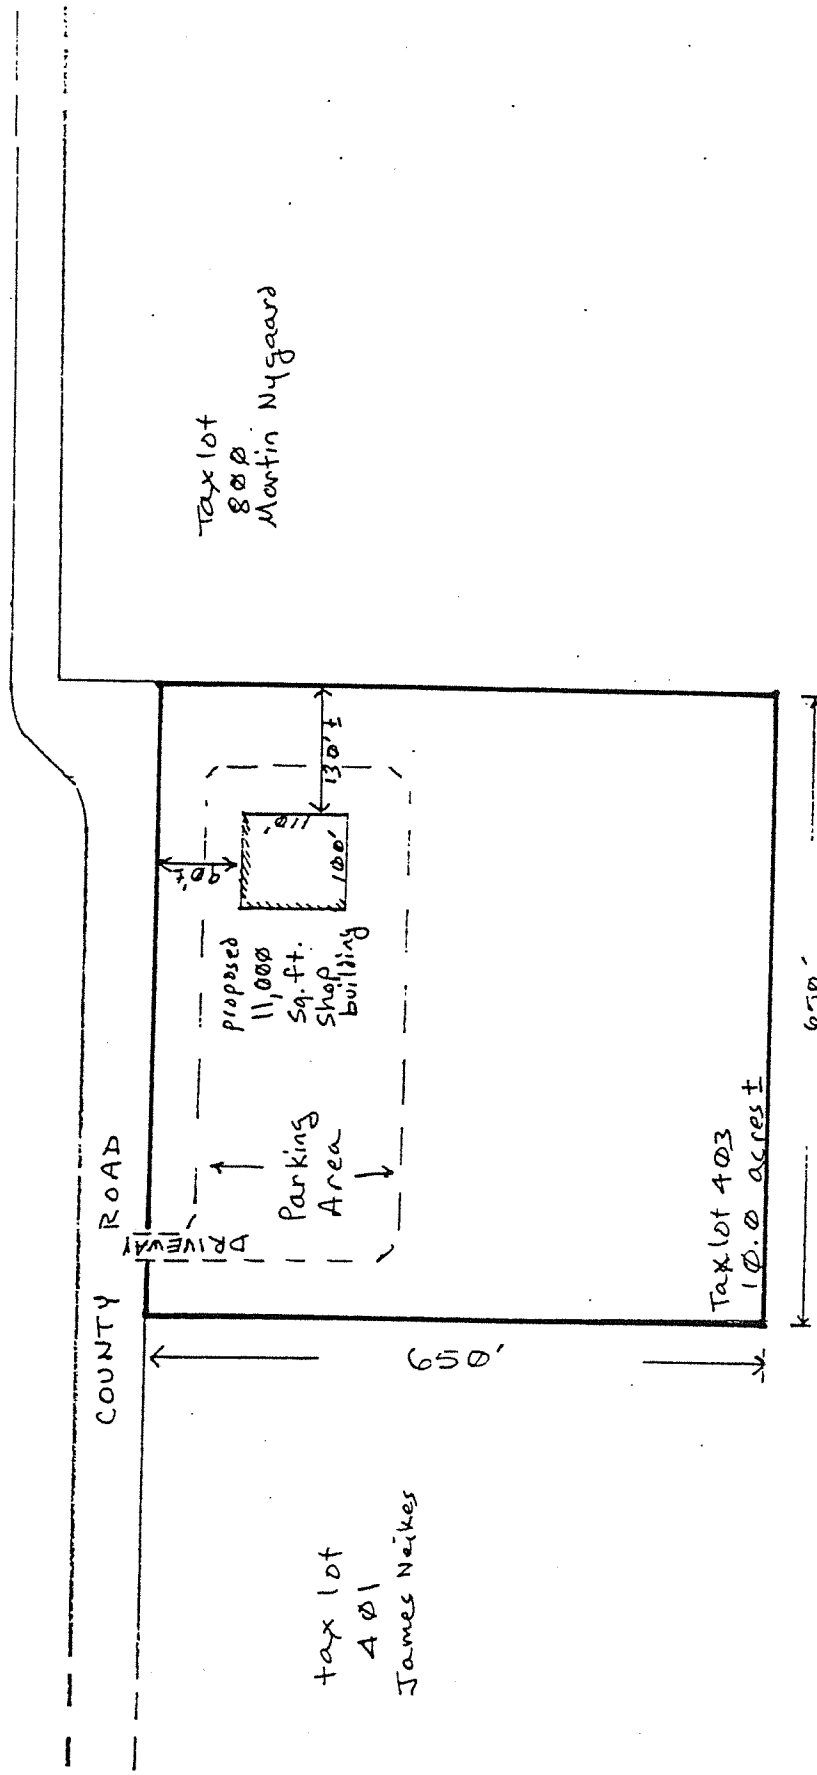 COUNTY ROAD
DRIVEWAY
tax lot
401
James Neikes
Parking
Area
proposed
11,000
Sq. ft.
Shop
building
90'±
110'
100'
130'±
Tax lot
800
Martin Nygaard
650'
Tax lot 403
10.0 acres±
650'